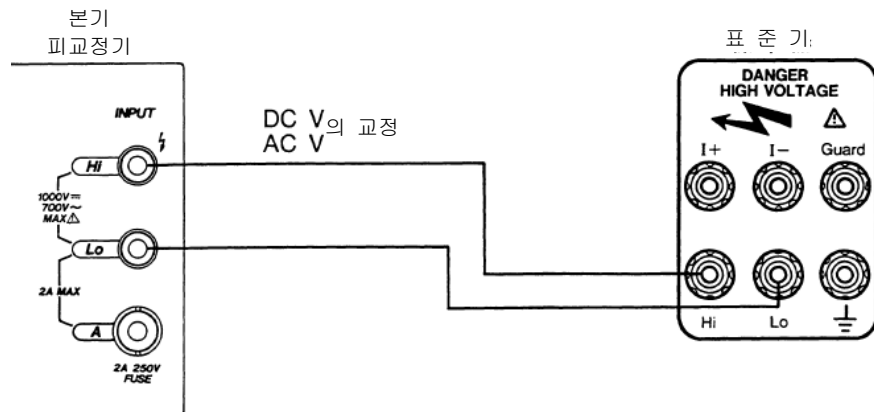 본기
피교정기
INPUT
Hi
1000V⎓
700V～
MAX⚠
Lo
2A MAX
A
2A 250V
FUSE
DC V
AC V
의 교정
표 준 기
DANGER
HIGH VOLTAGE
I+ I− Guard
Hi Lo